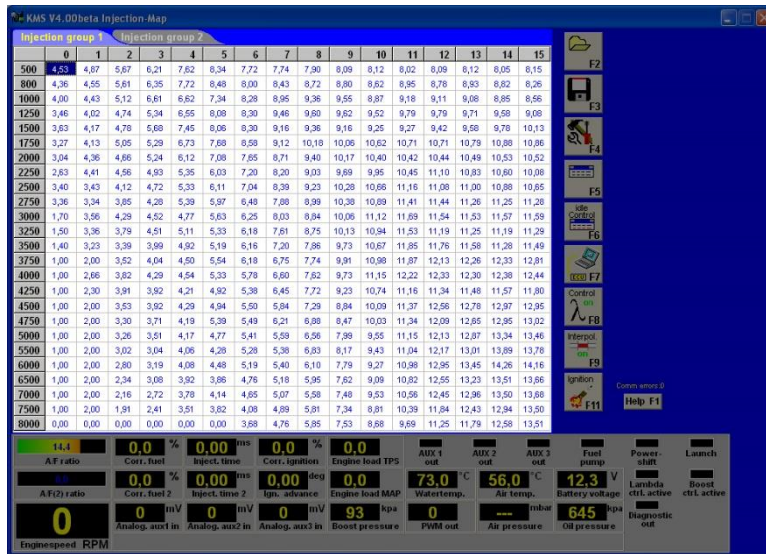 KMS V4.00beta Injection-Map
Injection group 1 Injection group 2
0 1 2 3 4 5 6 7 8 9 10 11 12 13 14 15
500 4,53 4,87 5,67 6,21 7,62 8,34 7,72 7,74 7,90 8,09 8,12 8,02 8,09 8,12 8,05 8,15
800 4,36 4,55 5,61 6,35 7,72 8,48 8,00 8,43 8,72 8,80 8,62 8,95 8,78 8,93 8,82 8,26
1000 4,00 4,43 5,12 6,61 6,62 7,34 8,28 8,95 9,36 9,55 8,87 9,18 9,11 9,08 8,85 8,56
1250 3,46 4,02 4,74 5,34 6,55 8,08 8,30 9,46 9,60 9,62 9,52 9,79 9,79 9,71 9,58 9,08
1500 3,63 4,17 4,78 5,68 7,45 8,06 8,30 9,16 9,36 9,16 9,25 9,27 9,42 9,58 9,78 10,13
1750 3,27 4,13 5,05 5,29 6,73 7,68 8,58 9,12 10,18 10,06 10,62 10,71 10,71 10,79 10,88 10,86
2000 3,04 4,36 4,66 5,24 6,12 7,08 7,65 8,71 9,40 10,17 10,40 10,42 10,44 10,49 10,53 10,52
2250 2,63 4,41 4,56 4,93 5,35 6,03 7,20 8,20 9,03 9,69 9,95 10,45 11,10 10,83 10,60 10,08
2500 3,40 3,43 4,12 4,72 5,33 6,11 7,04 8,39 9,23 10,28 10,66 11,16 11,08 11,00 10,88 10,65
2750 3,36 3,34 3,85 4,28 5,39 5,97 6,48 7,88 8,99 10,38 10,89 11,41 11,44 11,26 11,25 11,28
3000 1,70 3,56 4,29 4,52 4,77 5,63 6,25 8,03 8,84 10,06 11,12 11,69 11,54 11,53 11,57 11,59
3250 1,50 3,36 3,79 4,51 5,11 5,33 6,18 7,61 8,75 10,13 10,94 11,53 11,19 11,25 11,19 11,29
3500 1,40 3,23 3,39 3,99 4,92 5,19 6,16 7,20 7,86 9,73 10,67 11,85 11,76 11,58 11,28 11,49
3750 1,00 2,00 3,52 4,04 4,50 5,54 6,18 6,75 7,74 9,91 10,98 11,87 12,13 12,26 12,33 12,81
4000 1,00 2,66 3,82 4,29 4,54 5,33 5,78 6,60 7,62 9,73 11,15 12,22 12,33 12,30 12,38 12,44
4250 1,00 2,30 3,91 3,92 4,21 4,92 5,38 6,45 7,72 9,23 10,74 11,16 11,34 11,48 11,57 11,80
4500 1,00 2,00 3,53 3,92 4,29 4,94 5,50 5,84 7,29 8,84 10,09 11,37 12,56 12,78 12,97 12,95
4750 1,00 2,00 3,30 3,71 4,19 5,39 5,49 6,21 6,88 8,47 10,03 11,34 12,09 12,65 12,95 13,02
5000 1,00 2,00 3,26 3,51 4,17 4,77 5,41 5,59 6,56 7,99 9,55 11,15 12,13 12,87 13,34 13,46
5500 1,00 2,00 3,02 3,04 4,06 4,28 5,28 5,38 6,83 8,17 9,43 11,04 12,17 13,01 13,89 13,78
6000 1,00 2,00 2,80 3,19 4,08 4,48 5,19 5,40 6,10 7,79 9,27 10,98 12,95 13,45 14,26 14,16
6500 1,00 2,00 2,34 3,08 3,92 3,86 4,76 5,18 5,95 7,62 9,09 10,82 12,55 13,23 13,51 13,66
7000 1,00 2,00 2,16 2,72 3,78 4,14 4,65 5,07 5,58 7,48 9,53 10,56 12,45 12,96 13,50 13,68
7500 1,00 2,00 1,91 2,41 3,51 3,82 4,08 4,89 5,81 7,34 8,81 10,39 11,84 12,43 12,94 13,50
8000 0,00 0,00 0,00 0,00 0,00 0,00 3,68 4,76 5,85 7,53 8,68 9,69 11,25 11,79 12,58 13,51
F2
F3
F4
F5
idle
Control
F6
ECU F7
Control
λ on
F8
Interpol.
on
F9
Ignition
F11
Comm errors:0
Help F1
14,4
A/F ratio
0,0 %
Corr. fuel
0,00 ms
Inject. time
0,0 %
Corr. ignition
0,0
Engine load TPS
AUX 1
out
AUX 2
out
AUX 3
out
Fuel
pump
Power-
shift
Launch
0,0
A/F(2) ratio
0,0 %
Corr. fuel 2
0,00 ms
Inject. time 2
0,00 deg
Ign. advance
0,0
Engine load MAP
73,0 °C
Watertemp.
56,0 °C
Air temp.
12,3 V
Battery voltage
Lambda
ctrl. active
Boost
ctrl. active
0
Enginespeed RPM
0 mV
Analog. aux1 in
0 mV
Analog. aux2 in
0 mV
Analog. aux3 in
93 kpa
Boost pressure
0
PWM out
--- mbar
Air pressure
645 kpa
Oil pressure
Diagnostic
out